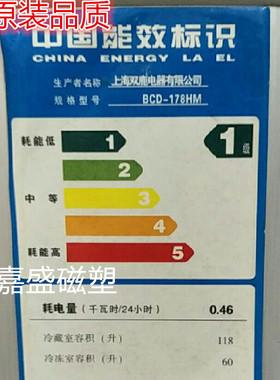 原装品质
中国能效标识
CHINA ENERGY LA EL
生产者名称 上海双鹿电器有限公司
规格型号 BCD-178HM
耗能低 1 1级
2
中等 3
4
耗能高 5
嘉盛磁塑
耗电量（千瓦时/24小时） 0.46
冷藏室容积（升） 118
冷冻室容积（升） 60